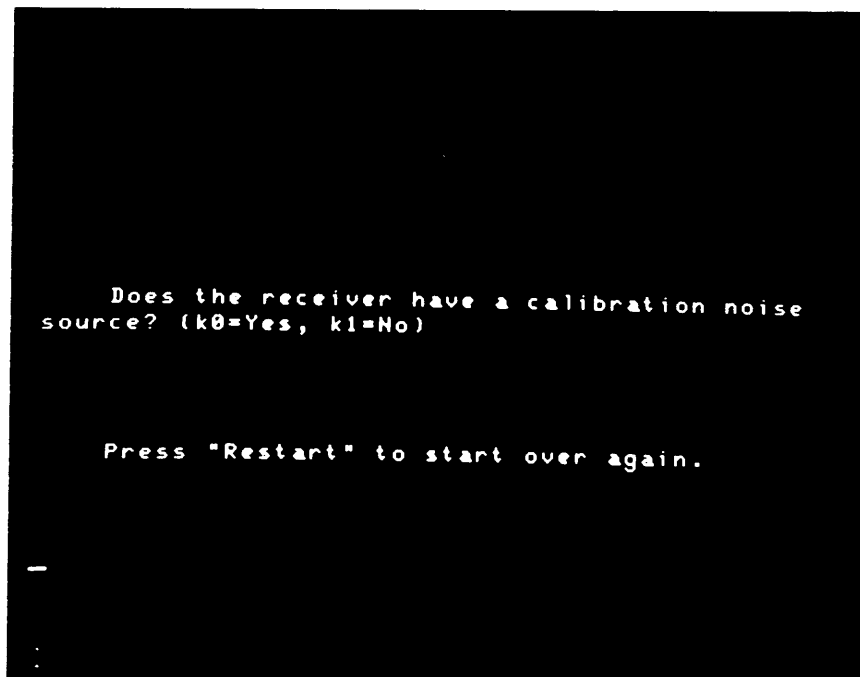 Does the receiver have a calibration noise
source? (k0=Yes, k1=No)
Press "Restart" to start over again.